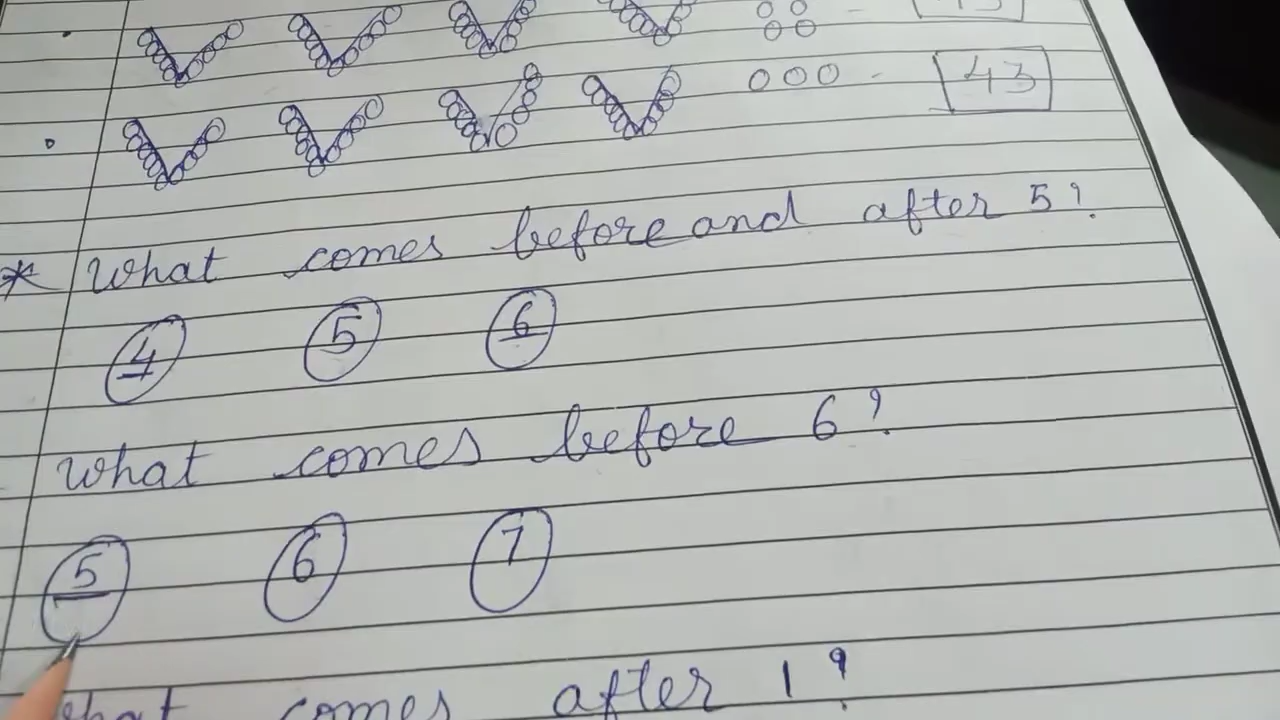 43
* What comes before and after 5?
4 5 6
What comes before 6?
5 6 7
What comes after 1?